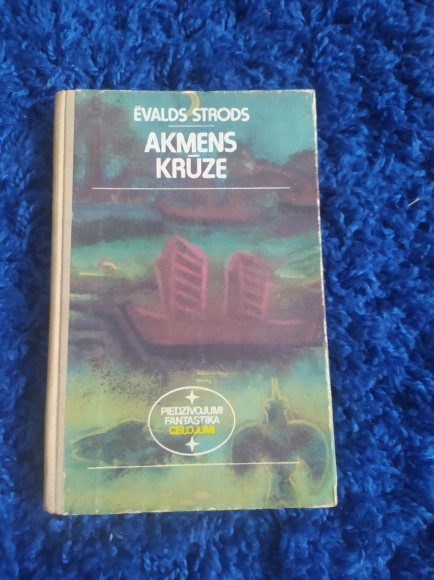 ĒVALDS STRODS
AKMENS
KRŪZE
PIEDZĪVOJUMI
FANTASTIKA
CEĻOJUMI